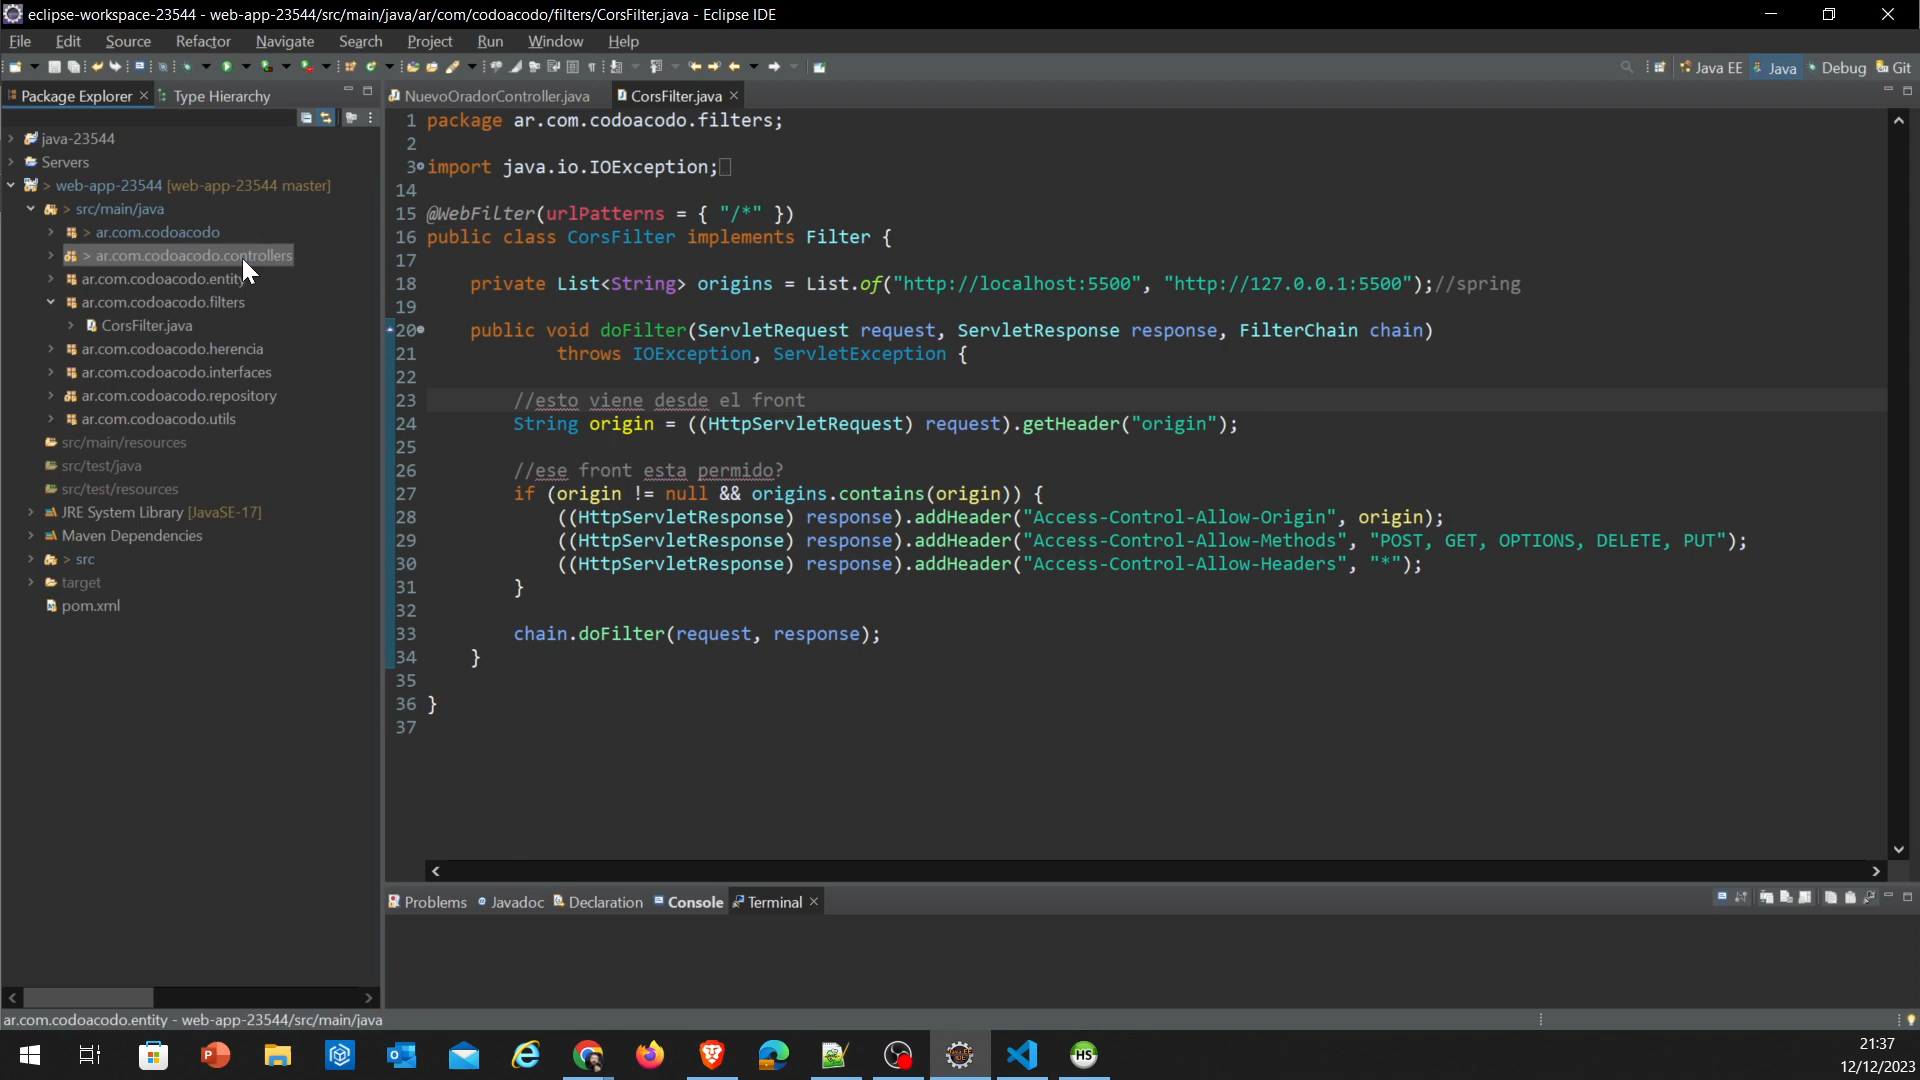 eclipse-workspace-23544 - web-app-23544/src/main/java/ar/com/codoacodo/filters/CorsFilter.java - Eclipse IDE
File Edit Source Refactor Navigate Search Project Run Window Help
Java EE Java Debug Git
Package Explorer Type Hierarchy
java-23544
Servers
> web-app-23544 [web-app-23544 master]
> src/main/java
> ar.com.codoacodo
> ar.com.codoacodo.controllers
ar.com.codoacodo.entity
ar.com.codoacodo.filters
CorsFilter.java
ar.com.codoacodo.herencia
ar.com.codoacodo.interfaces
ar.com.codoacodo.repository
ar.com.codoacodo.utils
src/main/resources
src/test/java
src/test/resources
JRE System Library [JavaSE-17]
Maven Dependencies
> src
target
pom.xml
NuevoOradorController.java CorsFilter.java
1 package ar.com.codoacodo.filters;
2
3 import java.io.IOException;
14
15 @WebFilter(urlPatterns = { "/*" })
16 public class CorsFilter implements Filter {
17
18 private List<String> origins = List.of("http://localhost:5500", "http://127.0.0.1:5500");//spring
19
20 public void doFilter(ServletRequest request, ServletResponse response, FilterChain chain)
21 throws IOException, ServletException {
22
23 //esto viene desde el front
24 String origin = ((HttpServletRequest) request).getHeader("origin");
25
26 //ese front esta permido?
27 if (origin != null && origins.contains(origin)) {
28 ((HttpServletResponse) response).addHeader("Access-Control-Allow-Origin", origin);
29 ((HttpServletResponse) response).addHeader("Access-Control-Allow-Methods", "POST, GET, OPTIONS, DELETE, PUT");
30 ((HttpServletResponse) response).addHeader("Access-Control-Allow-Headers", "*");
31 }
32
33 chain.doFilter(request, response);
34 }
35
36 }
37
Problems Javadoc Declaration Console Terminal
ar.com.codoacodo.entity - web-app-23544/src/main/java
HS
21:37
12/12/2023